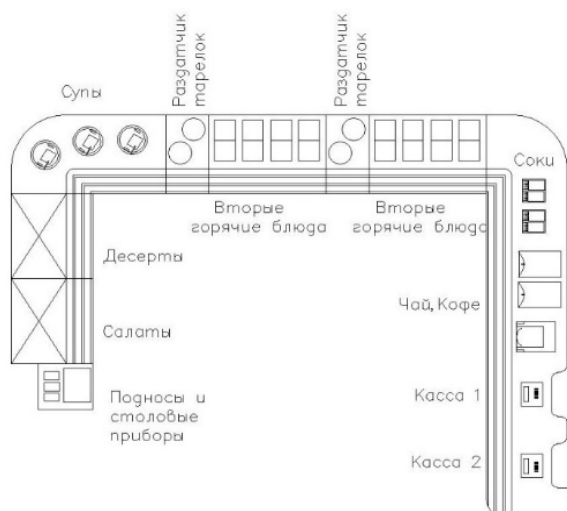 Супы
Раздатчик
тарелок
Раздатчик
тарелок
Соки
Вторые
горячие блюда
Вторые
горячие блюда
Десерты
Чай, Кофе
Салаты
Подносы и
столовые
приборы
Касса 1
Касса 2